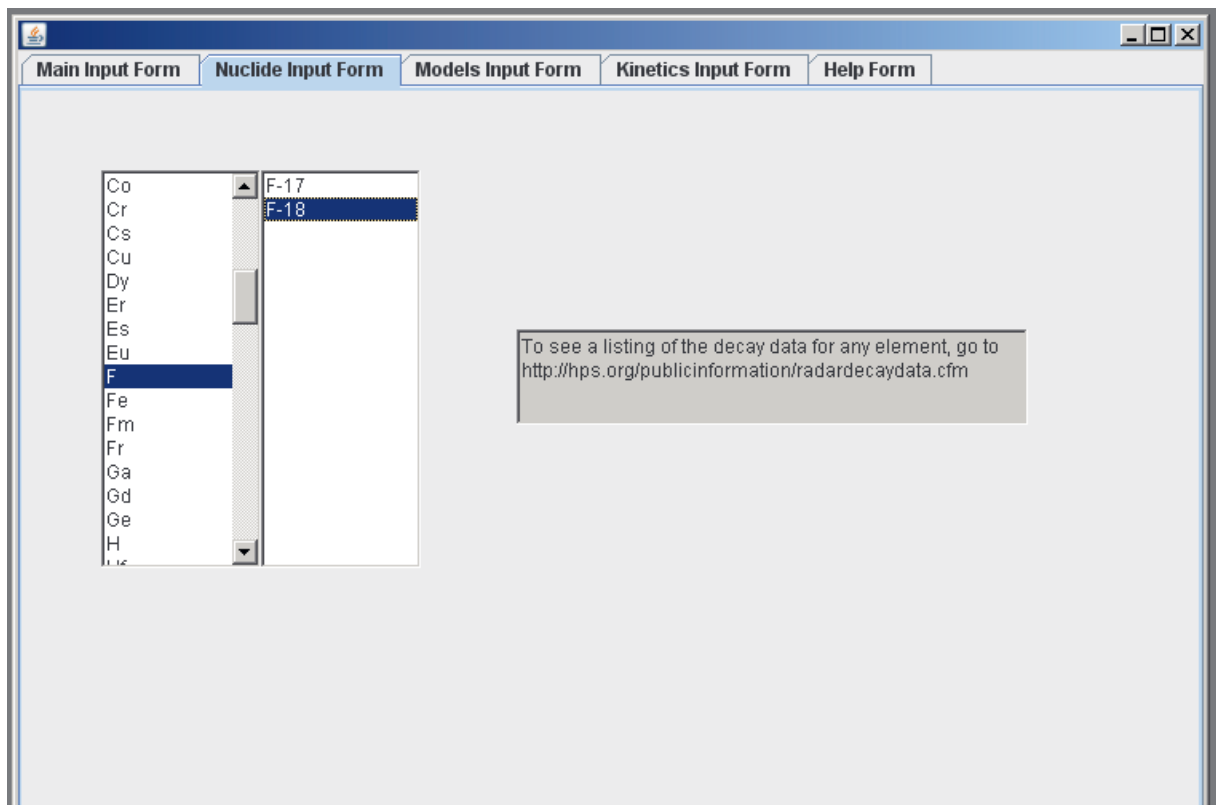 Main Input Form
Nuclide Input Form
Models Input Form
Kinetics Input Form
Help Form
Co
Cr
Cs
Cu
Dy
Er
Es
Eu
F
Fe
Fm
Fr
Ga
Gd
Ge
H
F-17
F-18
To see a listing of the decay data for any element, go to
http://hps.org/publicinformation/radardecaydata.cfm